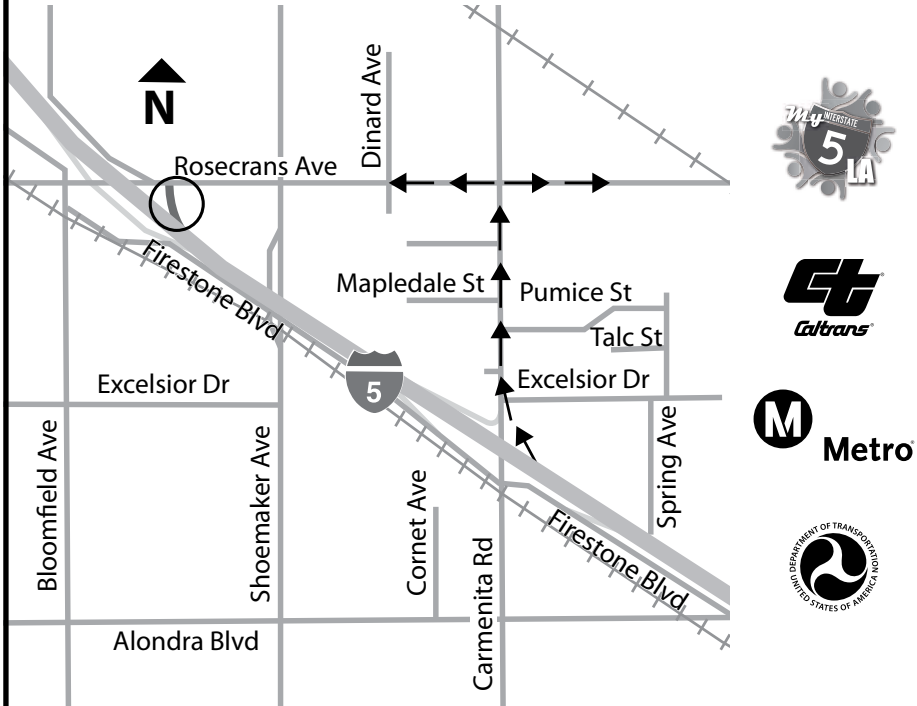 N
Dinard Ave
Rosecrans Ave
Firestone Blvd
Mapledale St
Pumice St
Talc St
5
Excelsior Dr
Excelsior Dr
Bloomfield Ave
Shoemaker Ave
Cornet Ave
Carmenita Rd
Spring Ave
Firestone Blvd
Alondra Blvd
My
INTERSTATE
5
LA
Ct
Caltrans
M
Metro
DEPARTMENT OF TRANSPORTATION
UNITED STATES OF AMERICA